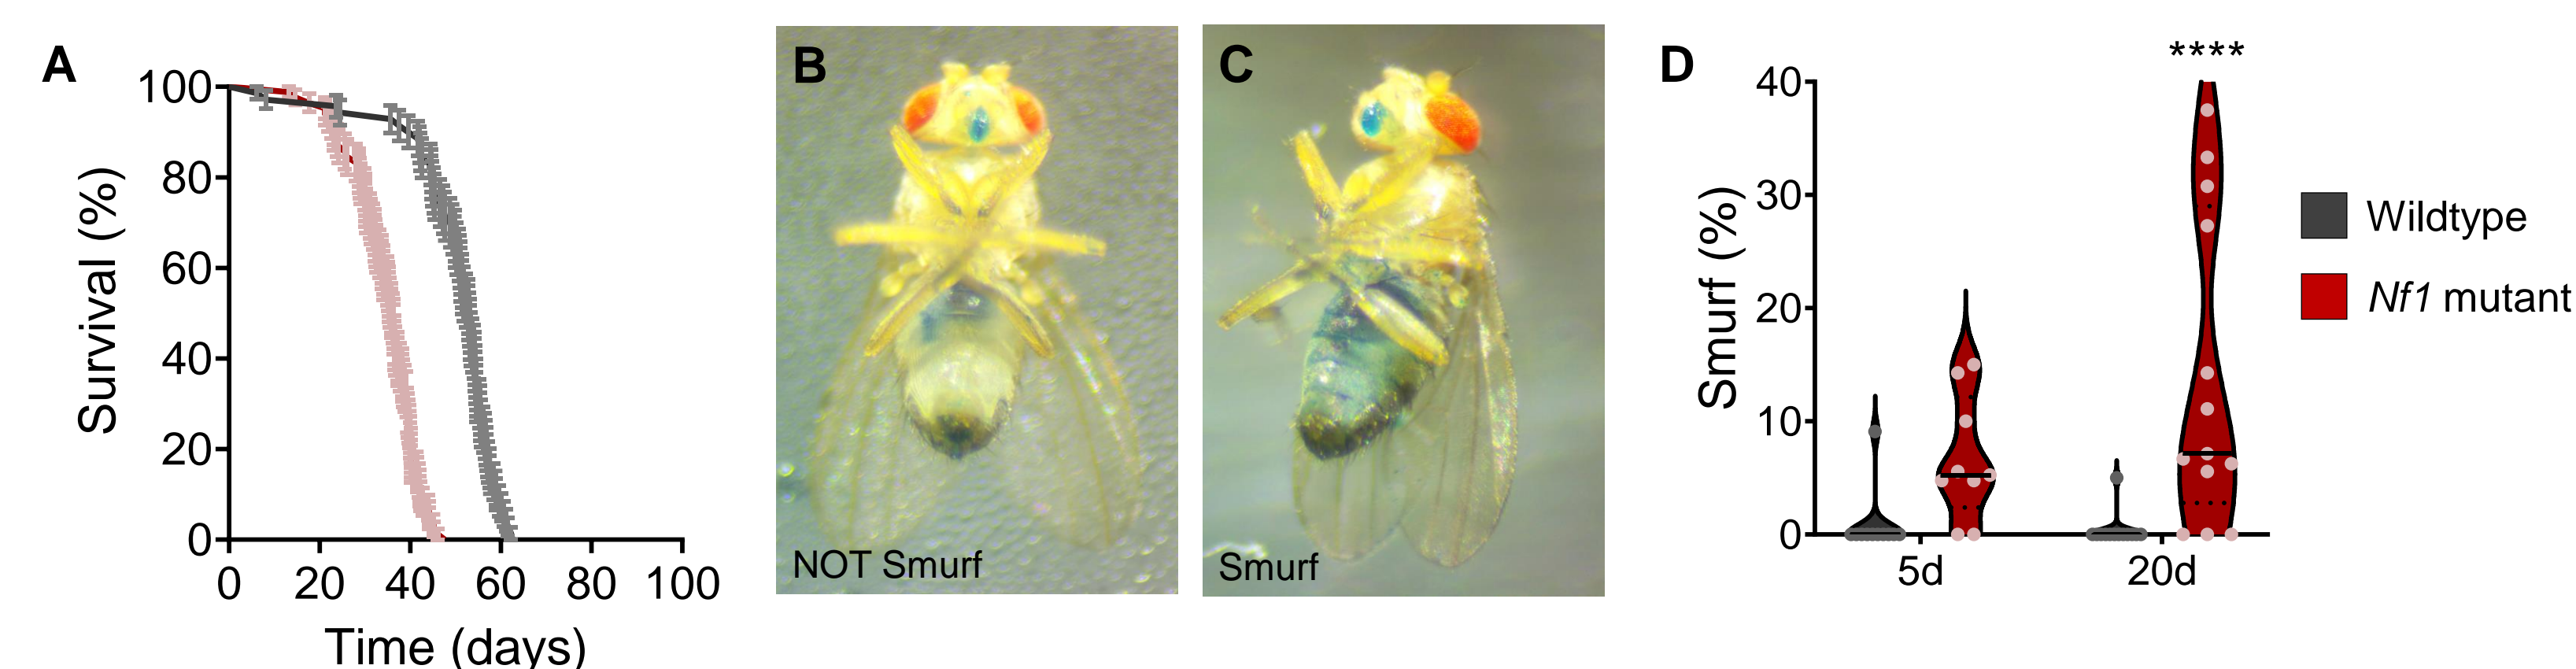 A
100
80
60
40
20
0
Survival (%)
0 20 40 60 80 100
Time (days)
B
NOT Smurf
C
Smurf
D
****
40
30
20
10
0
Smurf (%)
5d 20d
Wildtype
Nf1 mutant